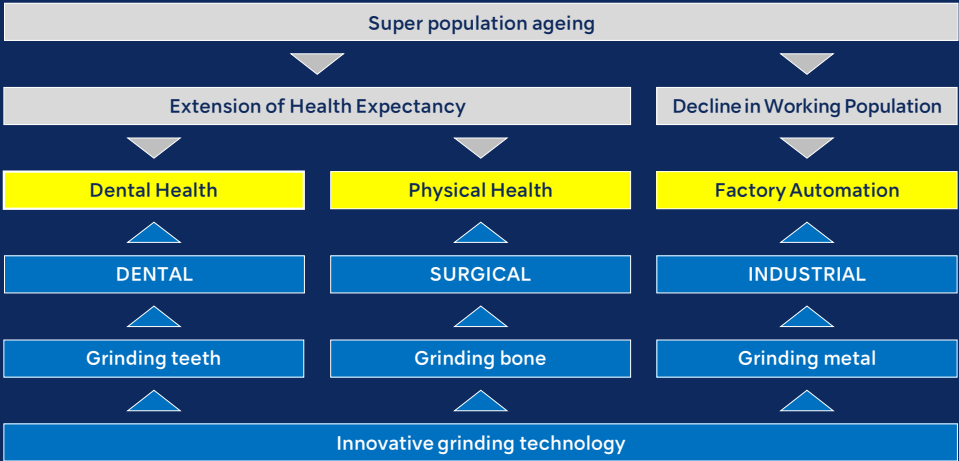 Super population ageing
Extension of Health Expectancy
Decline in Working Population
Dental Health
Physical Health
Factory Automation
DENTAL
SURGICAL
INDUSTRIAL
Grinding teeth
Grinding bone
Grinding metal
Innovative grinding technology